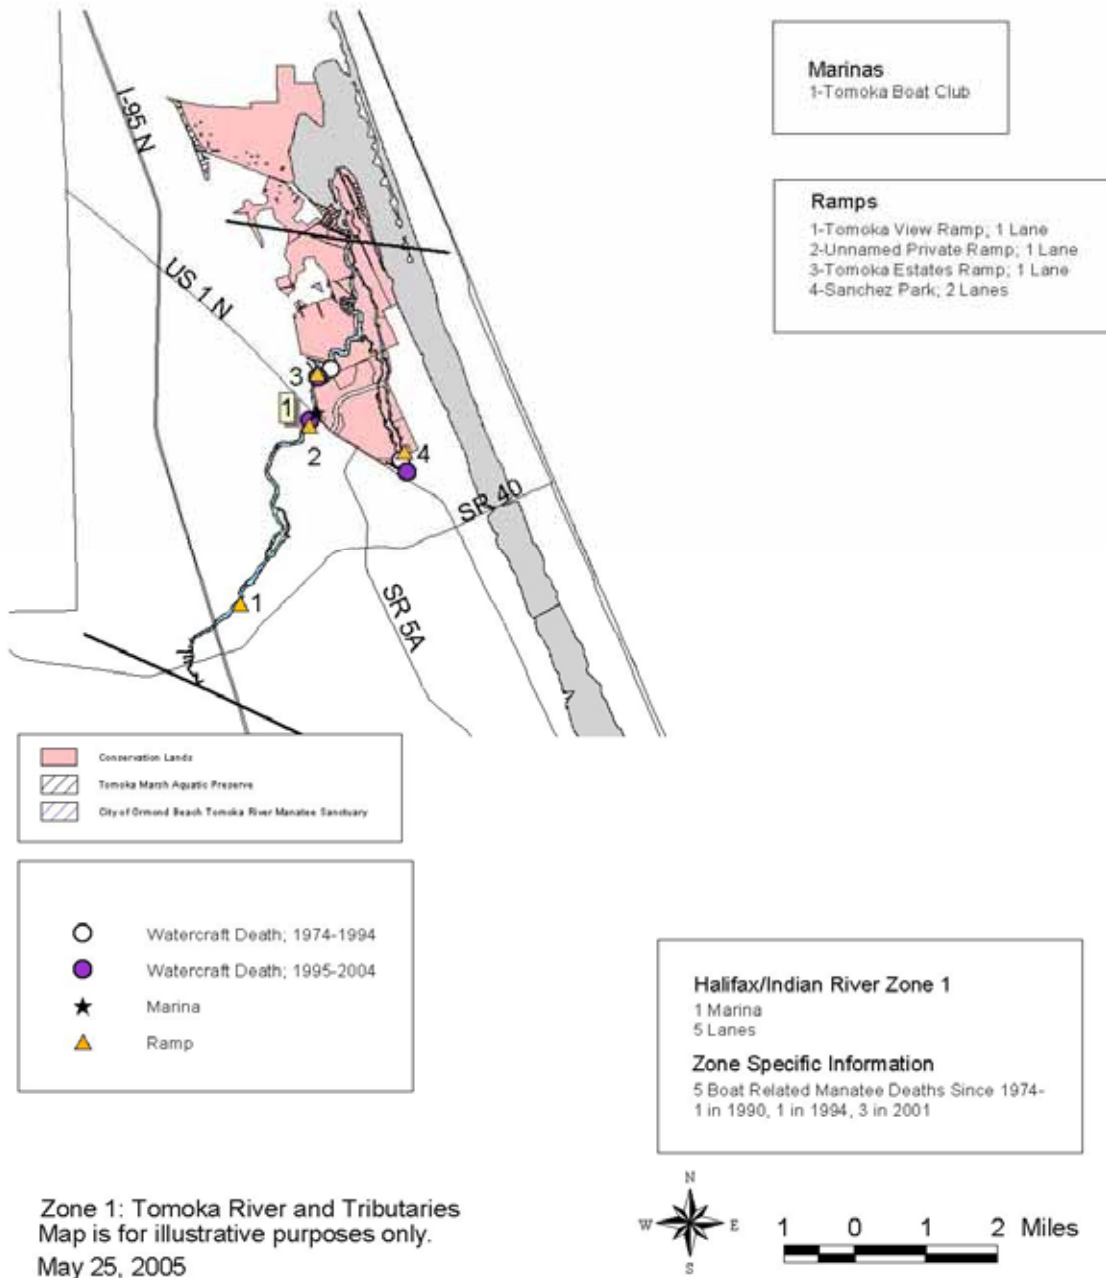 Marinas
1-Tomoka Boat Club
Ramps
1-Tomoka View Ramp; 1 Lane
2-Unnamed Private Ramp; 1 Lane
3-Tomoka Estates Ramp; 1 Lane
4-Sanchez Park; 2 Lanes
I-95 N
US 1 N
3
1
2
4
SR 40
1
SR 5A
Conservation Lands
Tomoka Marsh Aquatic Preserve
City of Ormond Beach Tomoka River Manatee Sanctuary
Watercraft Death; 1974-1994
Watercraft Death; 1995-2004
Marina
Ramp
Halifax/Indian River Zone 1
1 Marina
5 Lanes
Zone Specific Information
5 Boat Related Manatee Deaths Since 1974-
1 in 1990, 1 in 1994, 3 in 2001
Zone 1: Tomoka River and Tributaries
Map is for illustrative purposes only.
May 25, 2005
N
W E
S
1 0 1 2 Miles